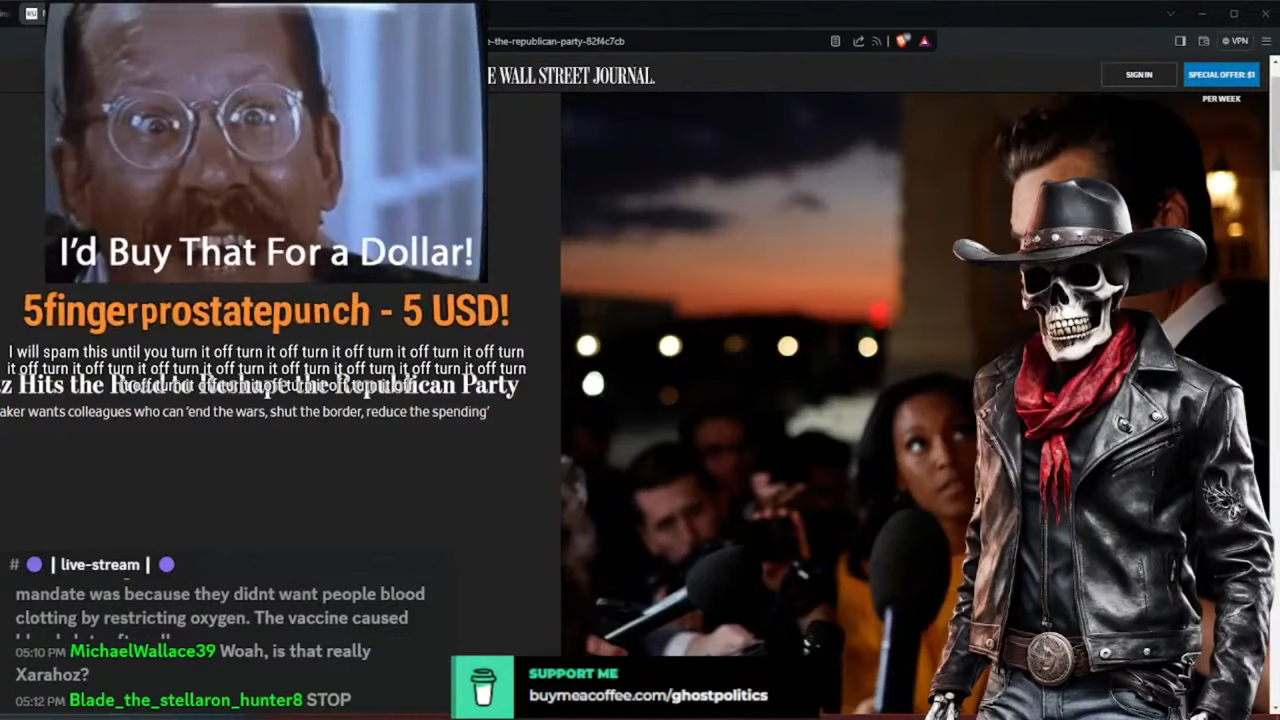 e-the-republican-party-82f4c7cb
VPN
E WALL STREET JOURNAL.
SIGN IN
SPECIAL OFFER: $1
PER WEEK
I'd Buy That For a Dollar!
5fingerprostatepunch - 5 USD!
I will spam this until you turn it off turn it off turn it off turn it off turn it off turn
it off turn it off turn it off turn it off turn it off turn it off turn it off turn it off turn
z Hits the Road to Reshape the Republican Party
aker wants colleagues who can 'end the wars, shut the border, reduce the spending'
# | live-stream |
mandate was because they didnt want people blood
clotting by restricting oxygen. The vaccine caused
05:10 PM MichaelWallace39 Woah, is that really
Xarahoz?
05:12 PM Blade_the_stellaron_hunter8 STOP
SUPPORT ME
buymeacoffee.com/ghostpolitics